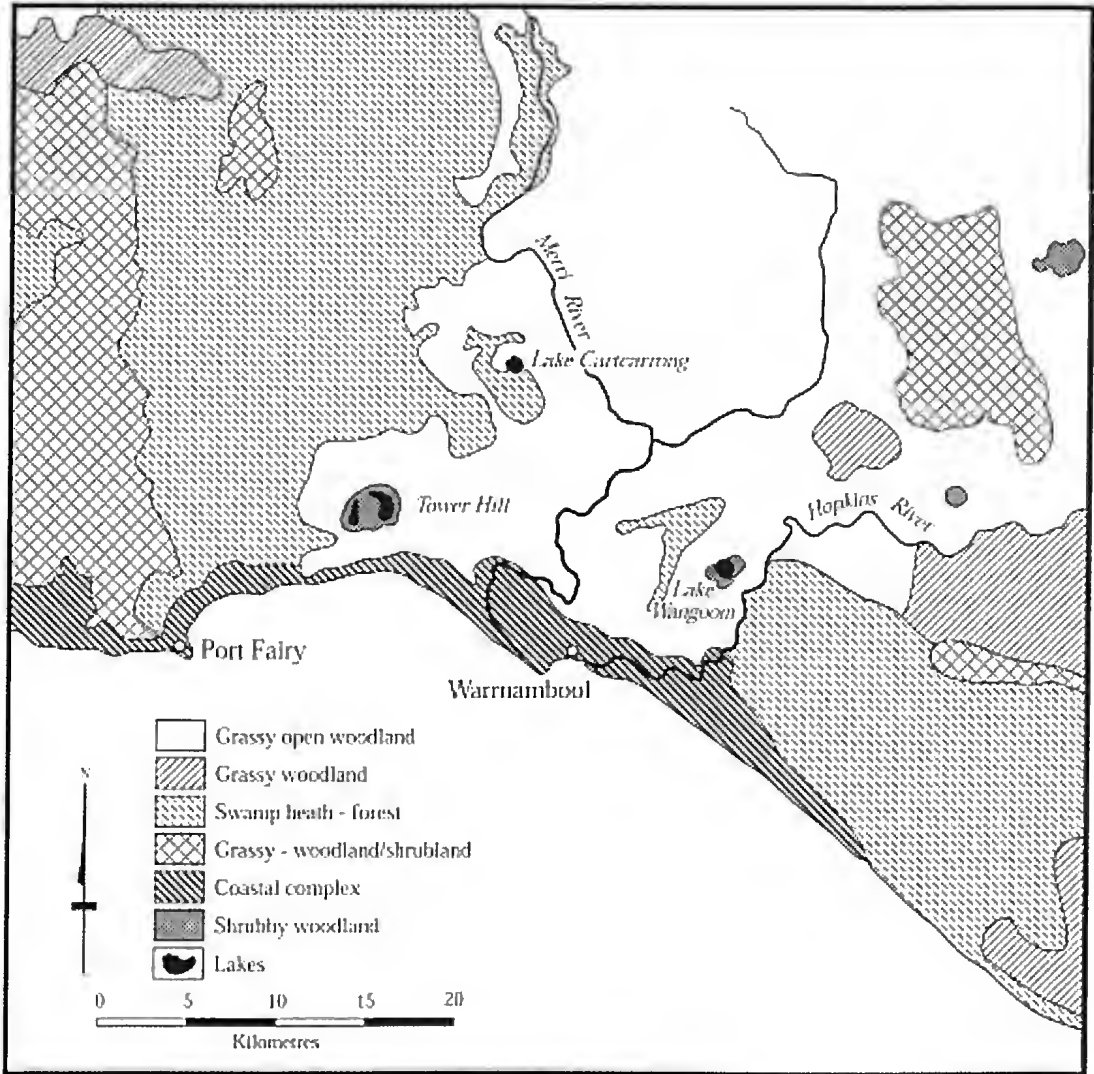 Merri River
Lake Cartcarrong
Tower Hill
Hopkins River
Lake
Wangoom
Port Fairy
Warrnambool
Grassy open woodland
Grassy woodland
Swamp heath - forest
Grassy - woodland/shrubland
Coastal complex
Shrubby woodland
Lakes
N
0 5 10 15 20
Kilometres